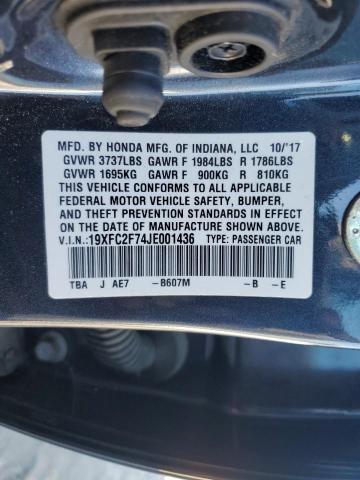 MFD. BY HONDA MFG. OF INDIANA, LLC 10/'17
GVWR 3737LBS GAWR F 1984LBS R 1786LBS
GVWR 1695KG GAWR F 900KG R 810KG
THIS VEHICLE CONFORMS TO ALL APPLICABLE
FEDERAL MOTOR VEHICLE SAFETY, BUMPER,
AND THEFT PREVENTION STANDARDS IN EFFECT
ON THE DATE OF MANUFACTURE SHOWN ABOVE.
V.I.N.:19XFC2F74JE001436 TYPE: PASSENGER CAR
TBA J AE7 -B607M -B -E